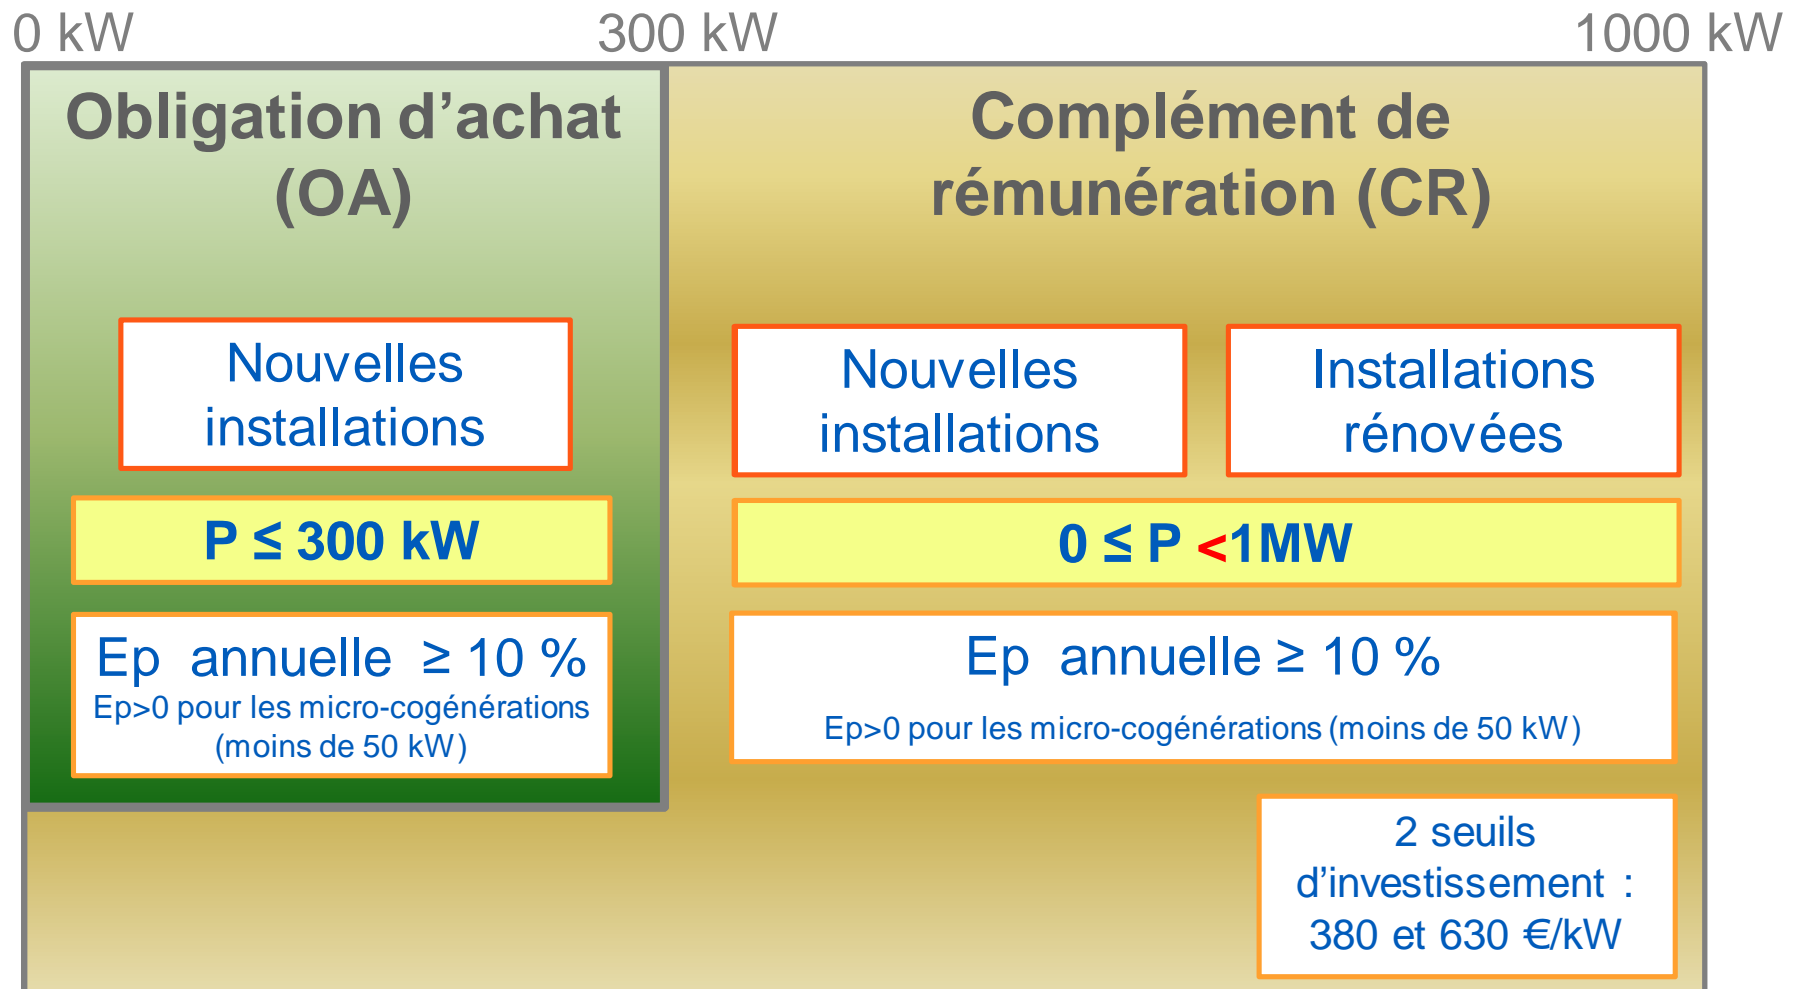 0 kW
300 kW
1000 kW
Obligation d’achat
(OA)
Nouvelles
installations
P ≤ 300 kW
Ep annuelle ≥ 10 %
Ep>0 pour les micro-cogénérations
(moins de 50 kW)
Complément de
rémunération (CR)
Nouvelles
installations
Installations
rénovées
0 ≤ P <1MW
Ep annuelle ≥ 10 %
Ep>0 pour les micro-cogénérations (moins de 50 kW)
2 seuils
d’investissement :
380 et 630 €/kW